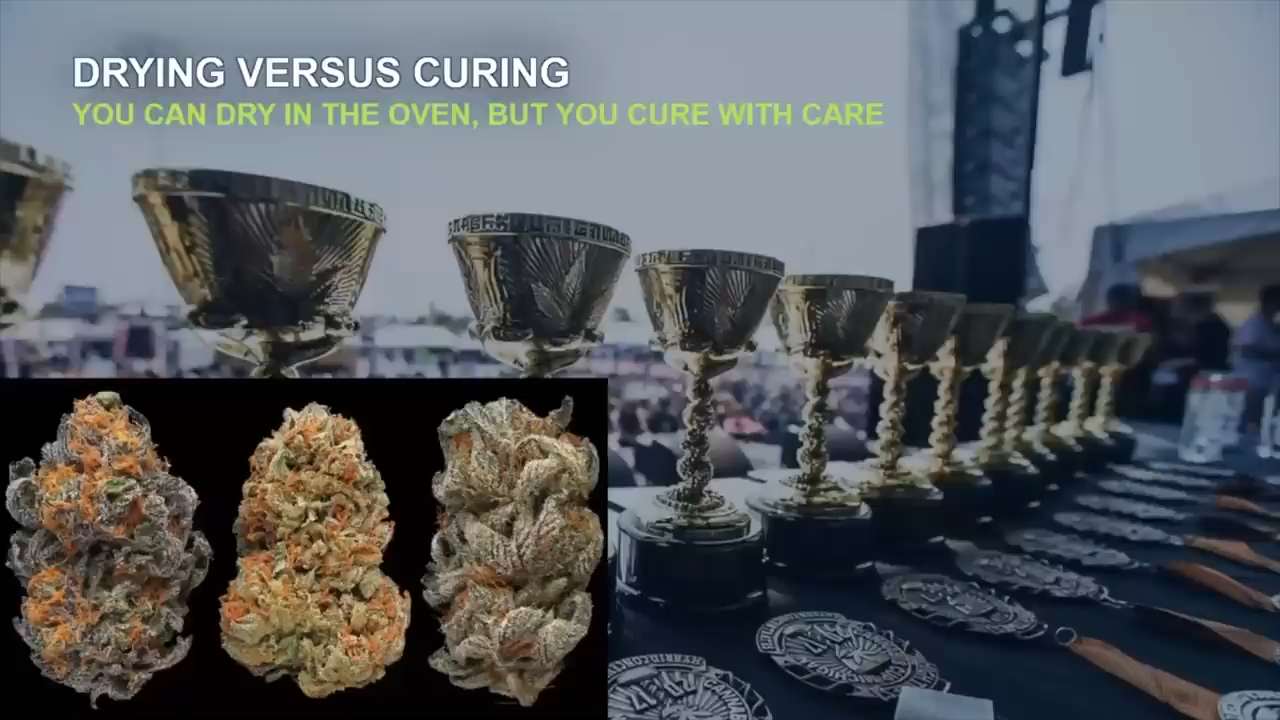 DRYING VERSUS CURING
YOU CAN DRY IN THE OVEN, BUT YOU CURE WITH CARE